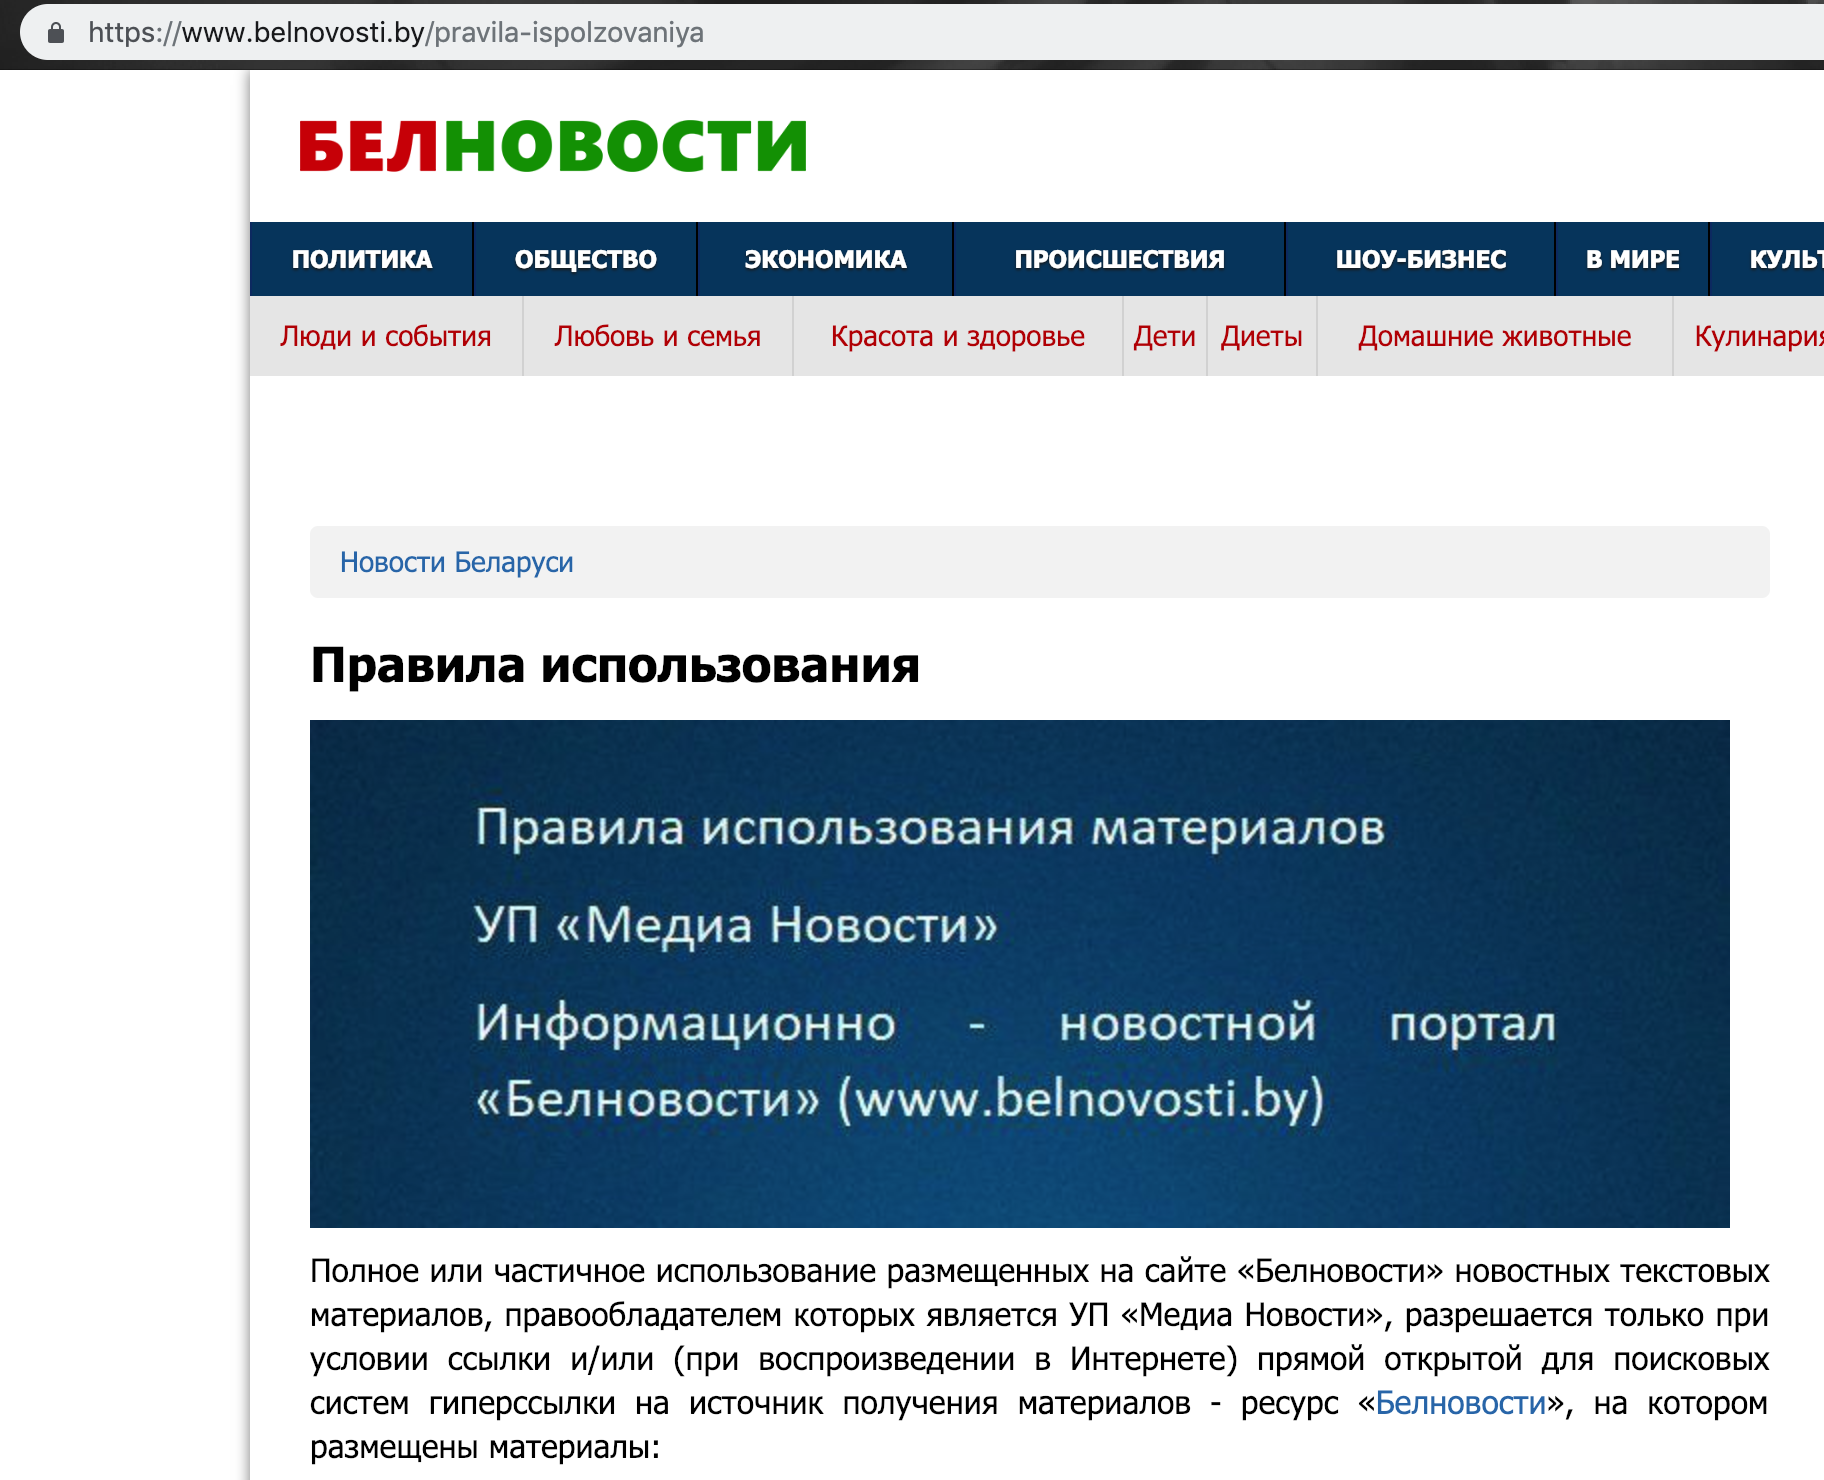 https://www.belnovosti.by/pravila-ispolzovaniya
БЕЛНОВОСТИ
ПОЛИТИКА ОБЩЕСТВО ЭКОНОМИКА ПРОИСШЕСТВИЯ ШОУ-БИЗНЕС В МИРЕ
Люди и события Любовь и семья Красота и здоровье Дети Диеты Домашние животные Кулинария
Новости Беларуси
Правила использования
Правила использования материалов
УП «Медиа Новости»
Информационно - новостной портал
«Белновости» (www.belnovosti.by)
Полное или частичное использование размещенных на сайте «Белновости» новостных текстовых
материалов, правообладателем которых является УП «Медиа Новости», разрешается только при
условии ссылки и/или (при воспроизведении в Интернете) прямой открытой для поисковых
систем гиперссылки на источник получения материалов - ресурс «Белновости», на котором
размещены материалы: